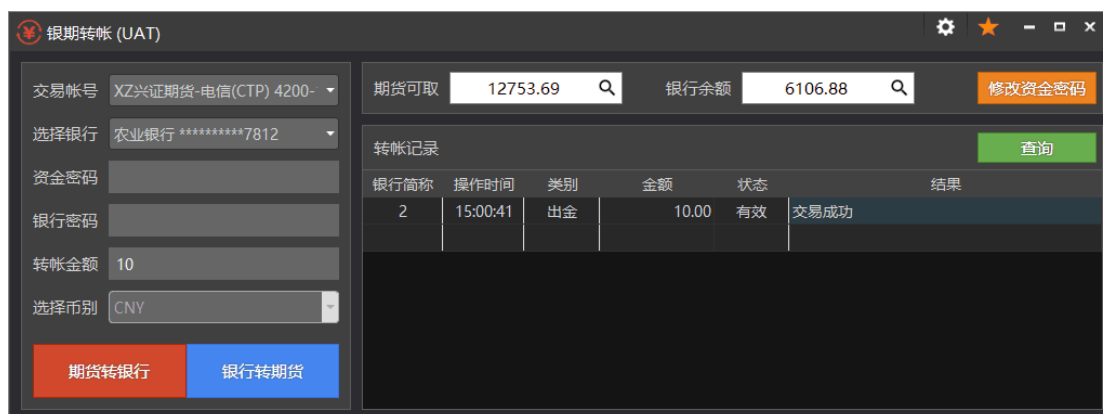 银期转帐 (UAT)
交易帐号 XZ兴证期货-电信(CTP) 4200-
选择银行 农业银行 **********7812
资金密码
银行密码
转帐金额 10
选择币别 CNY
期货转银行 银行转期货
期货可取 12753.69 银行余额 6106.88 修改资金密码
转帐记录 查询
银行简称 操作时间 类别 金额 状态 结果
2 15:00:41 出金 10.00 有效 交易成功